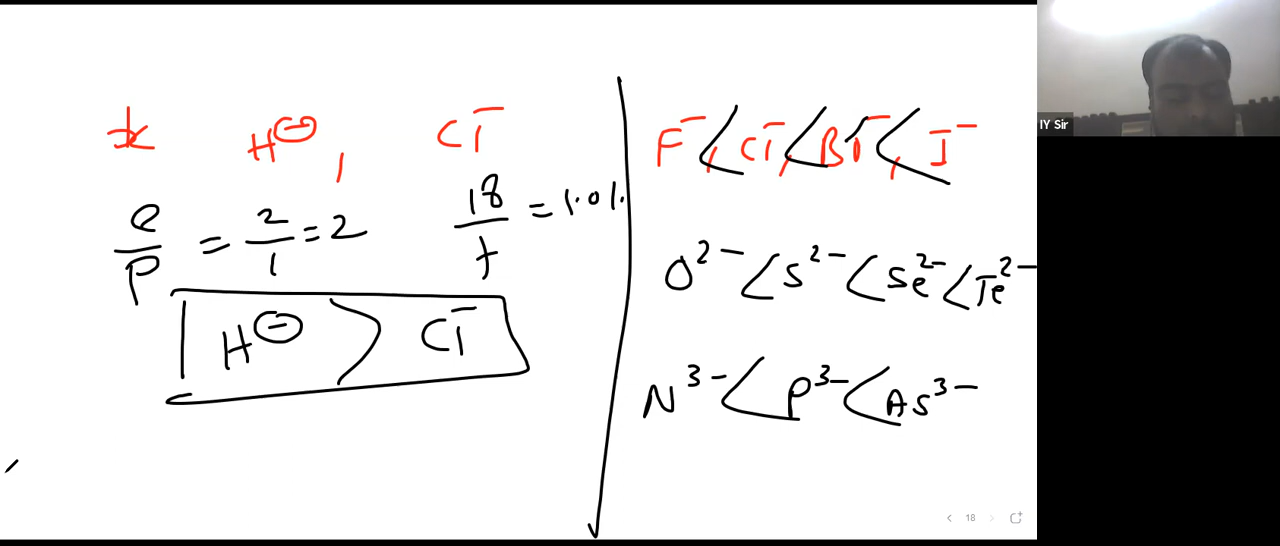 * H⊖, Cl⁻
e/p = 2/1 = 2 18/1 = 1.01.
H⊖ > Cl⁻
F⁻ < , Cl⁻ < , Br⁻ < , I⁻
O²⁻ < S²⁻ < Se²⁻ < Te²⁻
N³⁻ < P³⁻ < As³⁻
IY Sir
18